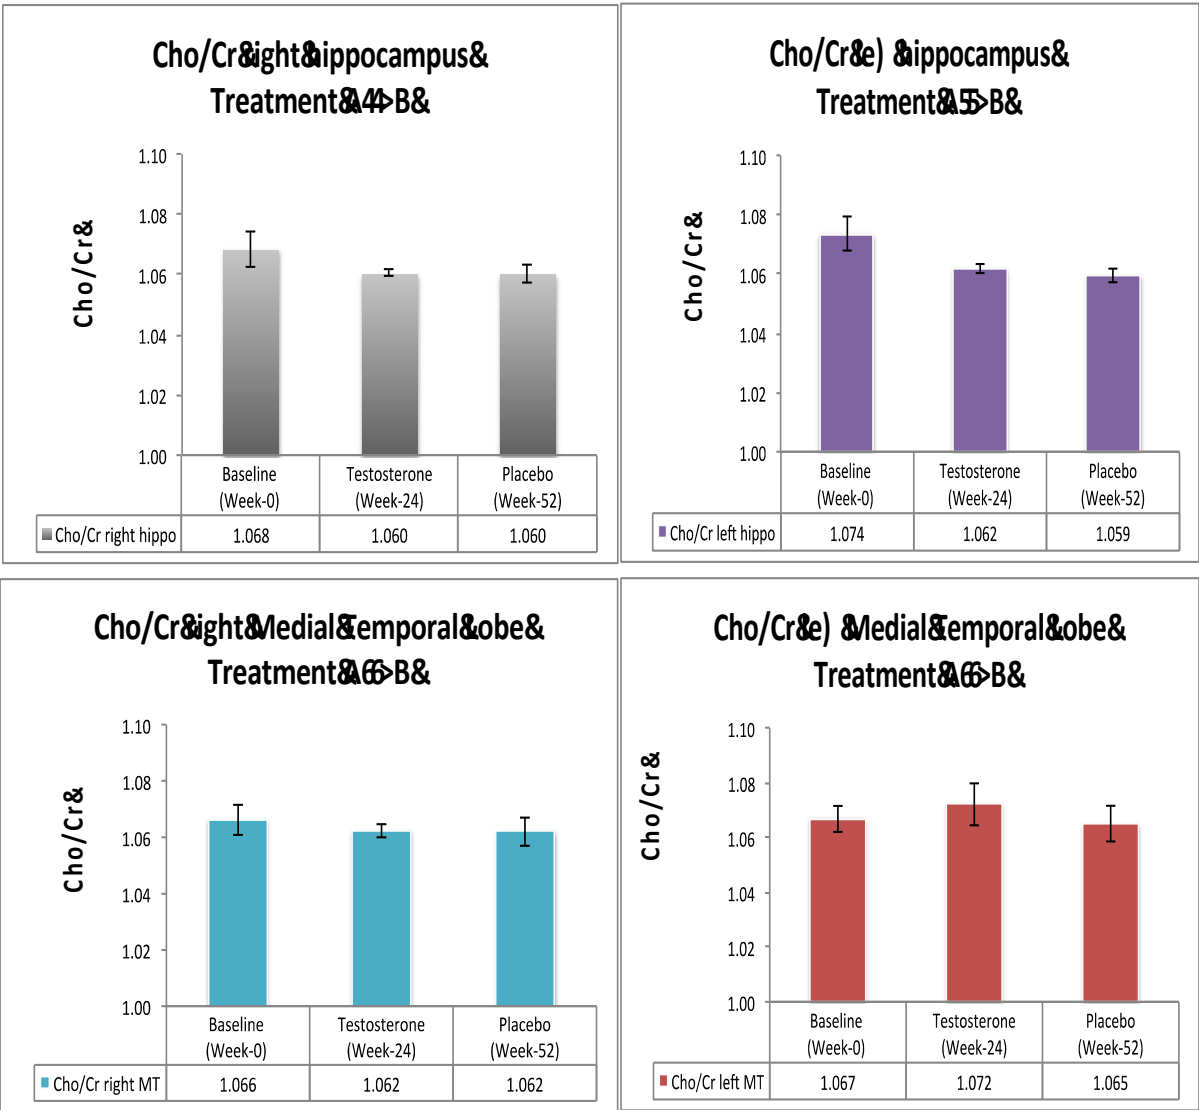 Cho/Cr&ight&hippocampus&
Treatment&A4>B&
1.10
1.08
1.06
1.04
1.02
1.00
Cho/Cr&
Baseline (Week-0)
Testosterone (Week-24)
Placebo (Week-52)
Cho/Cr right hippo 1.068 1.060 1.060
Cho/Cr&e) &hippocampus&
Treatment&A5>B&
1.10
1.08
1.06
1.04
1.02
1.00
Cho/Cr&
Baseline (Week-0)
Testosterone (Week-24)
Placebo (Week-52)
Cho/Cr left hippo 1.074 1.062 1.059
Cho/Cr&ight&Medial&Temporal&obe&
Treatment&A6>B&
1.10
1.08
1.06
1.04
1.02
1.00
Cho/Cr&
Baseline (Week-0)
Testosterone (Week-24)
Placebo (Week-52)
Cho/Cr right MT 1.066 1.062 1.062
Cho/Cr&e) &Medial&Temporal&obe&
Treatment&A6>B&
1.10
1.08
1.06
1.04
1.02
1.00
Cho/Cr&
Baseline (Week-0)
Testosterone (Week-24)
Placebo (Week-52)
Cho/Cr left MT 1.067 1.072 1.065